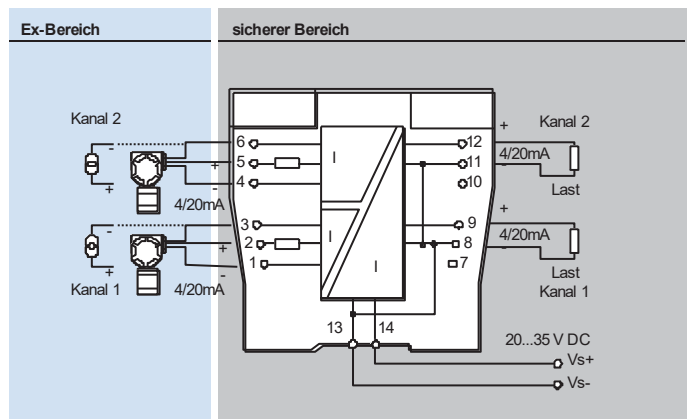 Ex-Bereich
sicherer Bereich
Kanal 2
-
+
4/20mA
+
-
6
5
4
12
11
10
+
Kanal 2
4/20mA
-
Last
-
+
Kanal 1
4/20mA
+
-
3
2
1
9
8
7
+
4/20mA
-
Last
Kanal 1
I
I
I
13
14
20...35 V DC
Vs+
Vs-